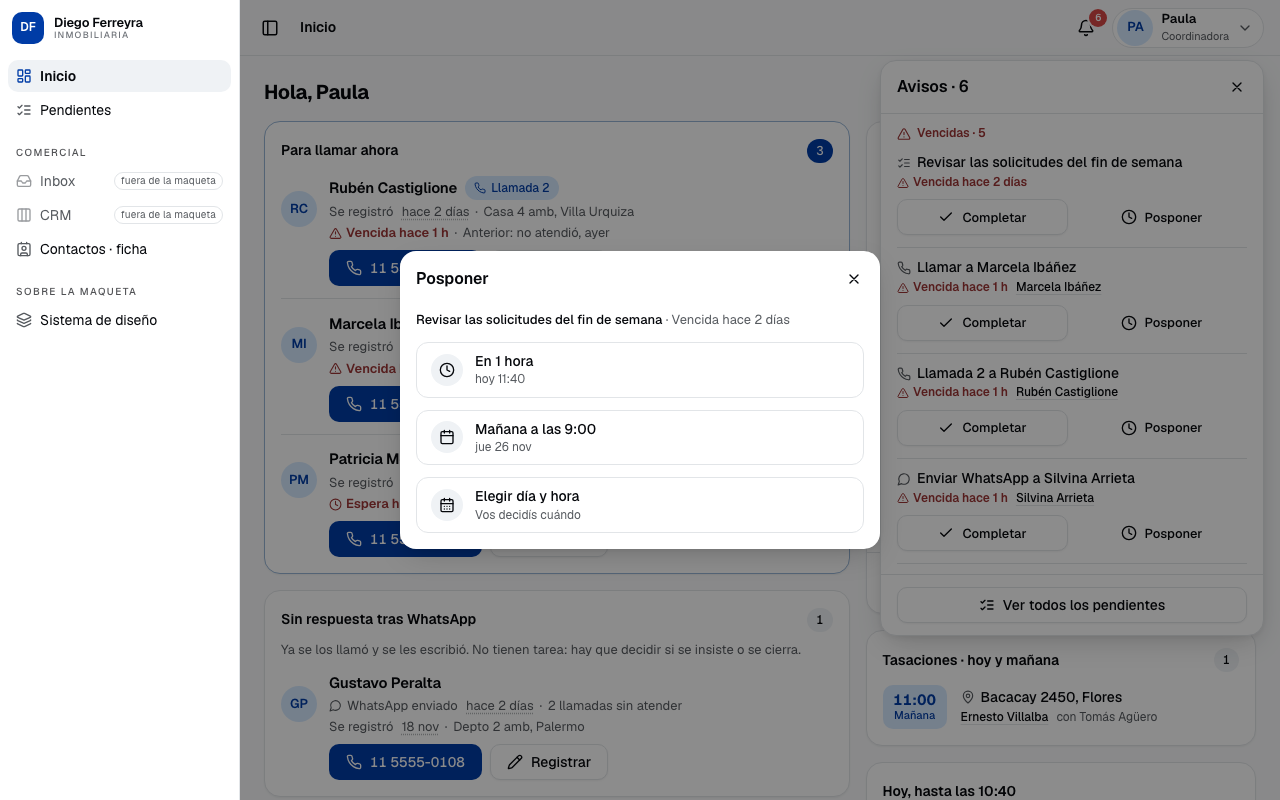 DF
Diego Ferreyra
INMOBILIARIA
Inicio
Pendientes
COMERCIAL
Inbox fuera de la maqueta
CRM fuera de la maqueta
Contactos · ficha
SOBRE LA MAQUETA
Sistema de diseño
Inicio
6
PA
Paula
Coordinadora
Hola, Paula
Para llamar ahora 3
RC
Rubén Castiglione Llamada 2
Se registró hace 2 días · Casa 4 amb, Villa Urquiza
Vencida hace 1 h · Anterior: no atendió, ayer
11 5
MI
Marcela Ib
Se registró
Vencida
11 5
PM
Patricia M
Se registró
Espera h
11 55
Posponer
Revisar las solicitudes del fin de semana · Vencida hace 2 días
En 1 hora
hoy 11:40
Mañana a las 9:00
jue 26 nov
Elegir día y hora
Vos decidís cuándo
Sin respuesta tras WhatsApp 1
Ya se los llamó y se les escribió. No tienen tarea: hay que decidir si se insiste o se cierra.
GP
Gustavo Peralta
WhatsApp enviado hace 2 días · 2 llamadas sin atender
Se registró 18 nov · Depto 2 amb, Palermo
11 5555-0108 Registrar
Avisos · 6
Vencidas · 5
Revisar las solicitudes del fin de semana
Vencida hace 2 días
Completar Posponer
Llamar a Marcela Ibáñez
Vencida hace 1 h Marcela Ibáñez
Completar Posponer
Llamada 2 a Rubén Castiglione
Vencida hace 1 h Rubén Castiglione
Completar Posponer
Enviar WhatsApp a Silvina Arrieta
Vencida hace 1 h Silvina Arrieta
Completar Posponer
Ver todos los pendientes
Tasaciones · hoy y mañana 1
11:00
Mañana
Bacacay 2450, Flores
Ernesto Villalba con Tomás Agüero
Hoy, hasta las 10:40